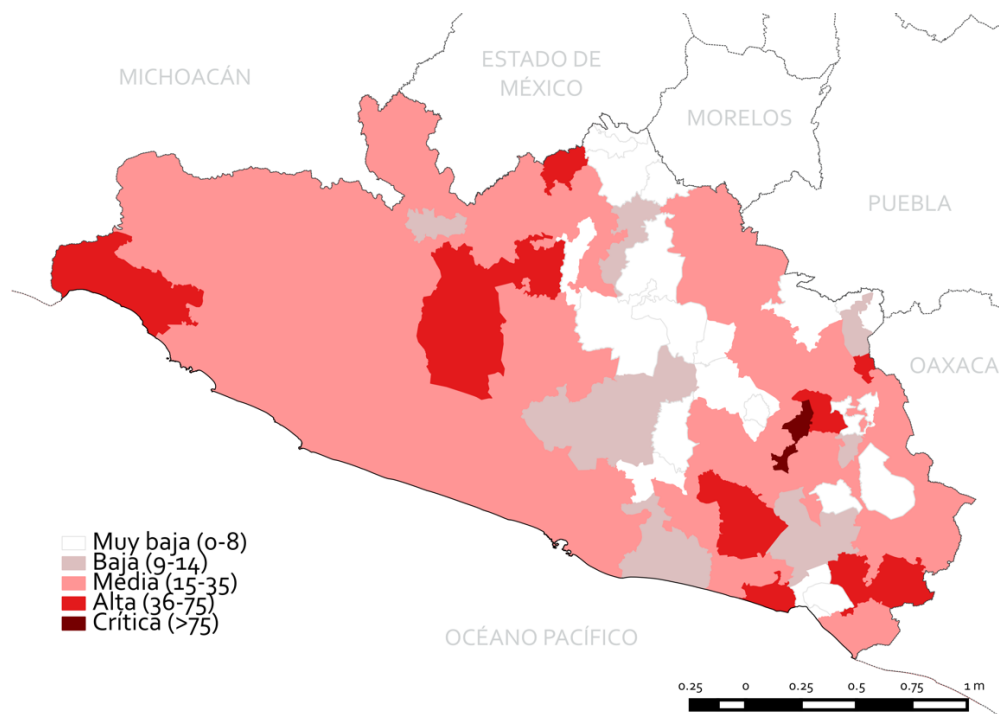 MICHOACÁN
ESTADO DE
MÉXICO
MORELOS
PUEBLA
OAXACA
Muy baja (0-8)
Baja (9-14)
Média (15-35)
Alta (36-75)
Crítica (>75)
OCÉANO PACÍFICO
0.25 0 0.25 0.5 0.75 1 m